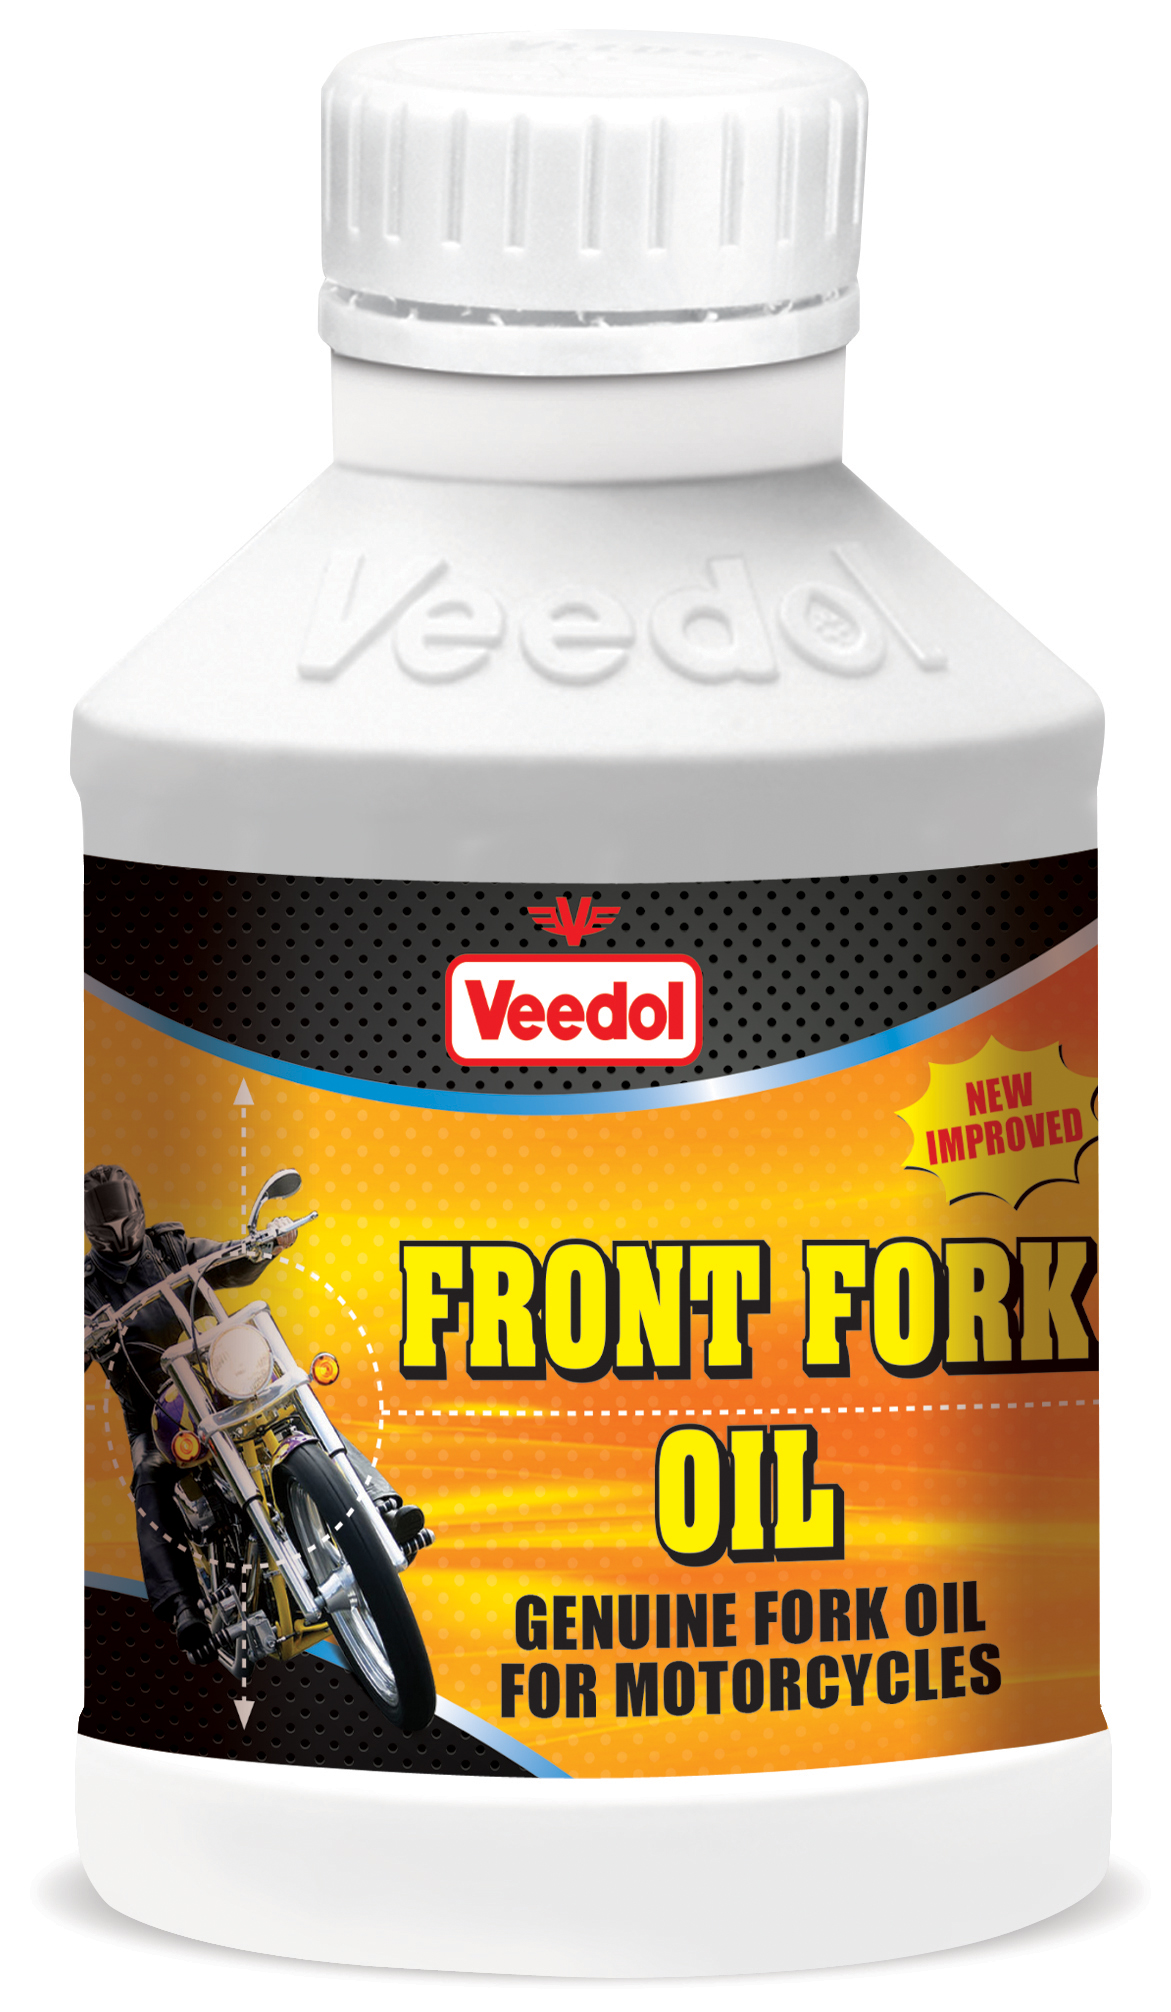 Veedol
Veedol
NEW
IMPROVED
FRONT FORK
OIL
GENUINE FORK OIL
FOR MOTORCYCLES